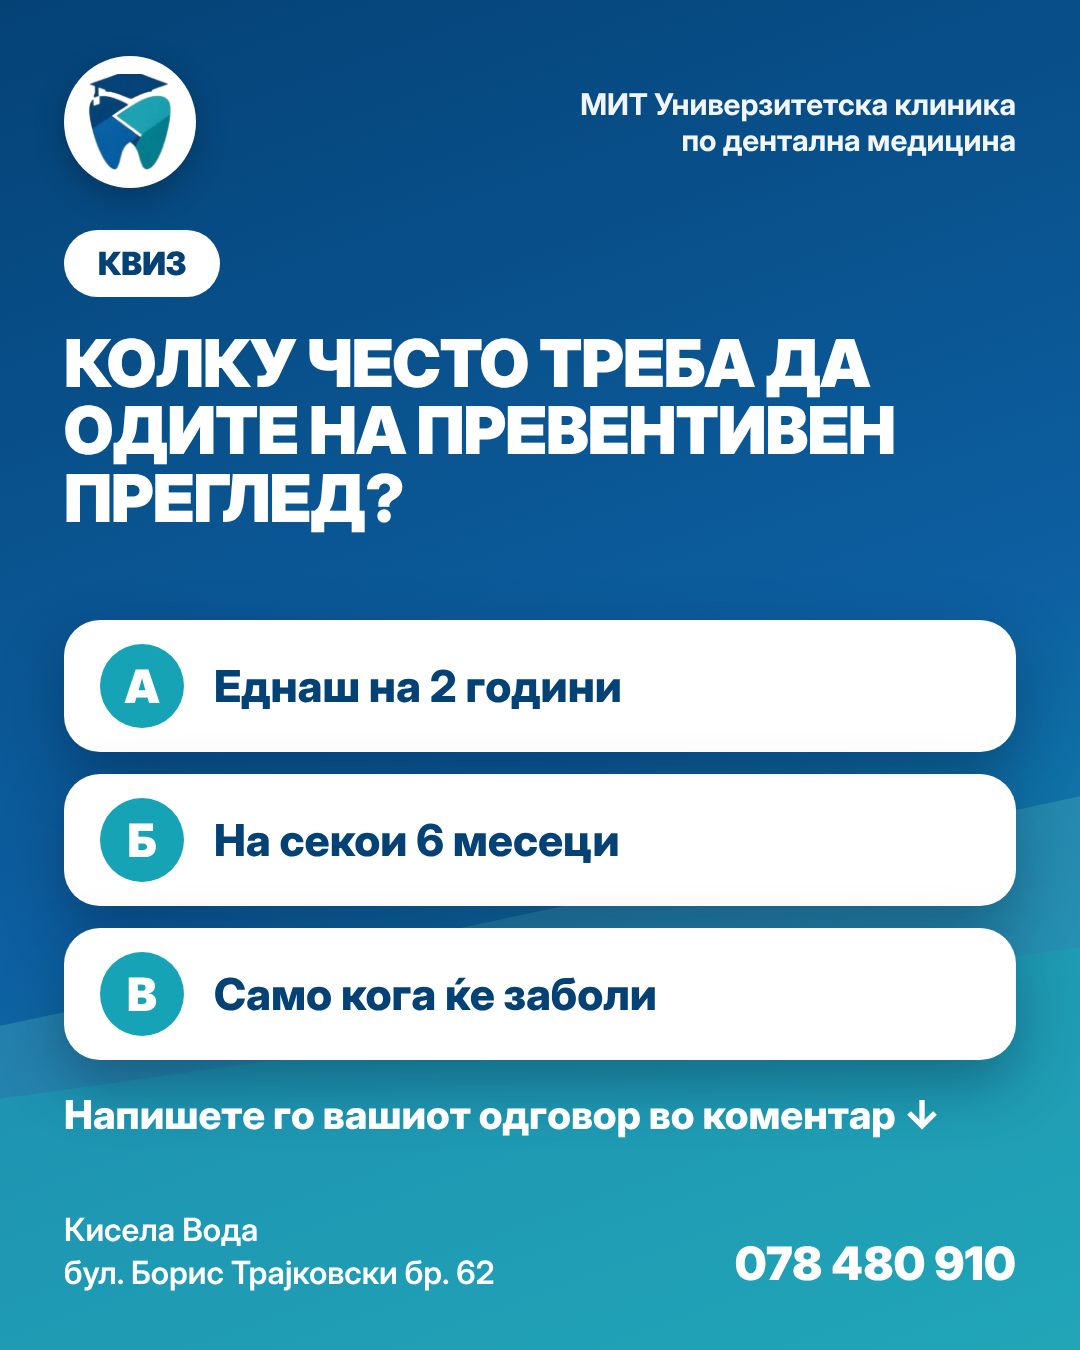 МИТ Универзитетска клиника
по дентална медицина
КВИЗ
КОЛКУ ЧЕСТО ТРЕБА ДА
ОДИТЕ НА ПРЕВЕНТИВЕН
ПРЕГЛЕД?
А Еднаш на 2 години
Б На секои 6 месеци
В Само кога ќе заболи
Напишете го вашиот одговор во коментар ↓
Кисела Вода
бул. Борис Трајковски бр. 62
078 480 910